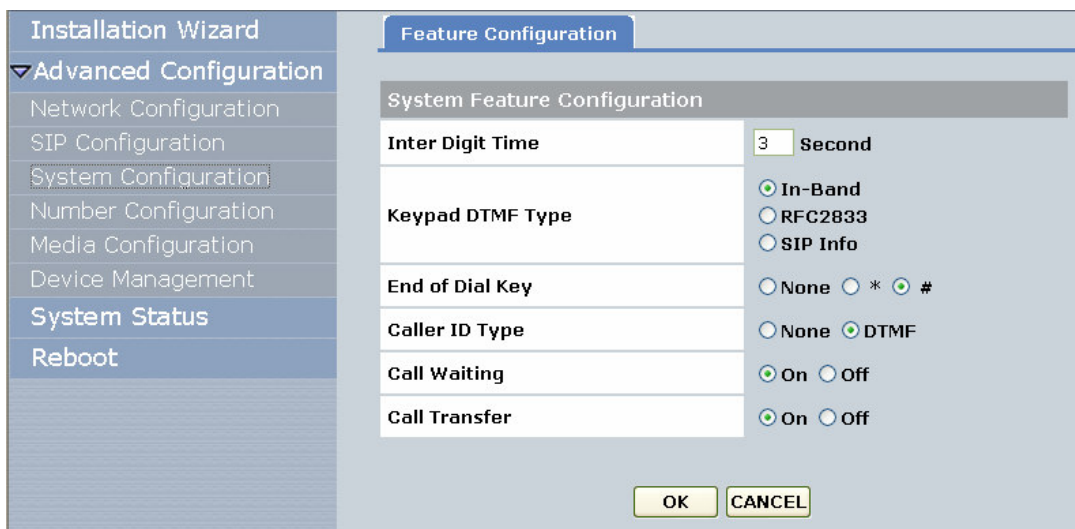 Installation Wizard
Advanced Configuration
Network Configuration
SIP Configuration
System Configuration
Number Configuration
Media Configuration
Device Management
System Status
Reboot
Feature Configuration
System Feature Configuration
Inter Digit Time 3 Second
Keypad DTMF Type
In-Band
RFC2833
SIP Info
End of Dial Key None * #
Caller ID Type None DTMF
Call Waiting On Off
Call Transfer On Off
OK CANCEL